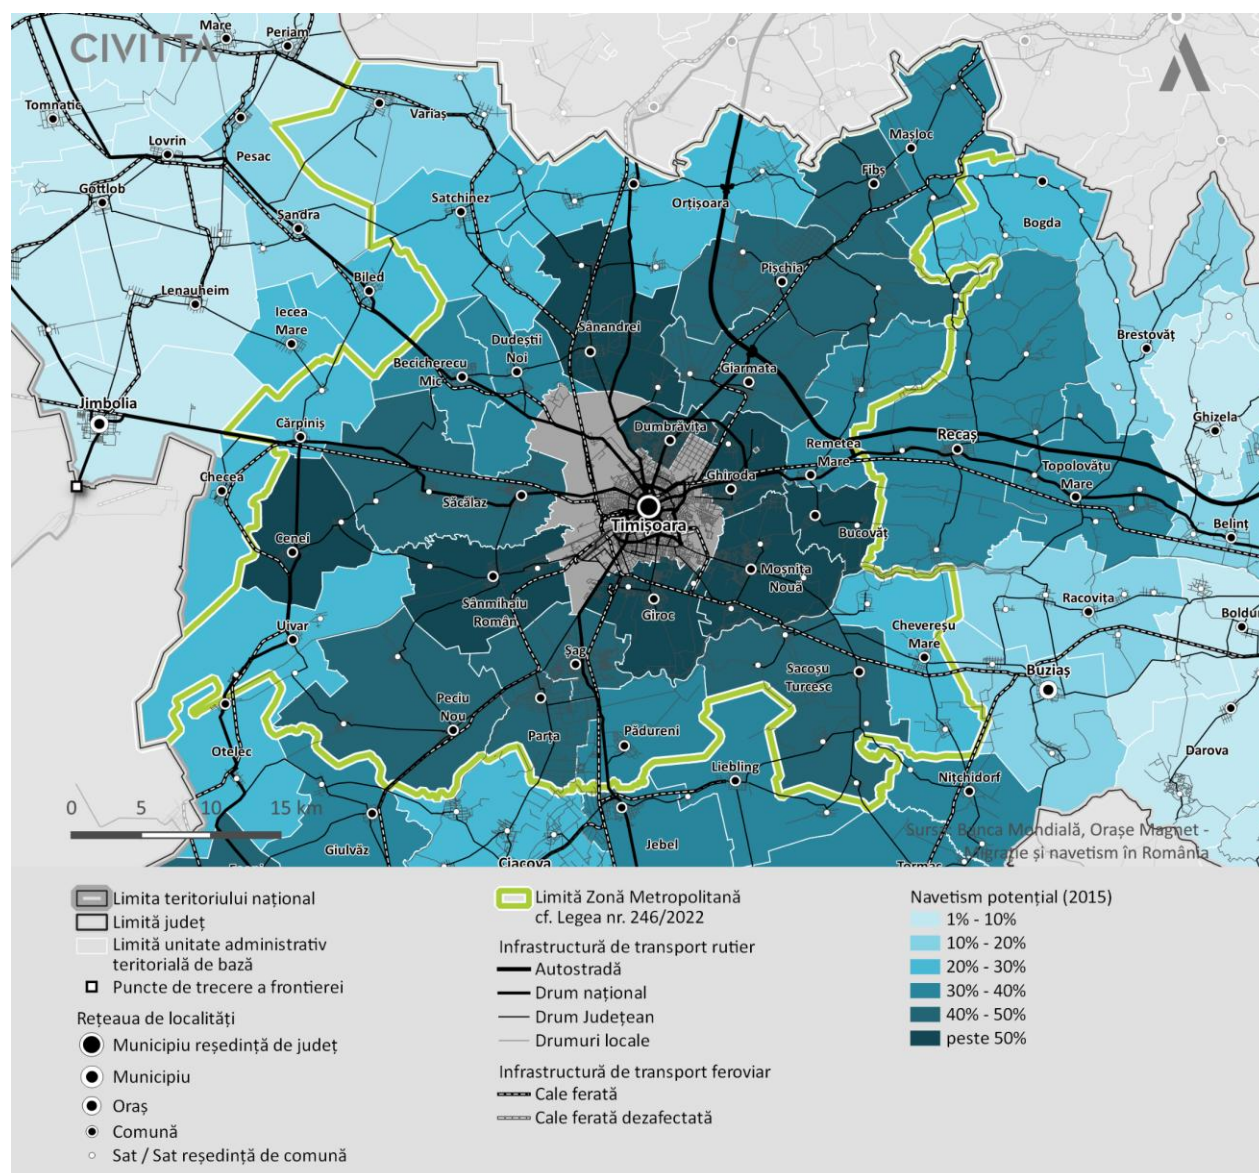 CIVITTA
Mare
Periam
Tomnatic
Variaș
Mașloc
Lovrin
Pesac
Fibș
Gottlob
Satchinez
Orțișoara
Bogda
Șandra
Pișchia
Lenauheim
Biled
Iecea
Mare
Sânandrei
Brestovăț
Dudeștii
Noi
Becicherecu
Mic
Giarmata
Jimbolia
Ghizela
Cărpiniș
Dumbrăvița
Remetea
Mare
Recaș
Topolovățu
Mare
Checea
Săcălaz
Ghiroda
Timișoara
Bucovăț
Belinț
Cenei
Moșnița
Nouă
Sânmihaiu
Român
Giroc
Racovița
Boldur
Uivar
Chevereșu
Mare
Șag
Sacoșu
Turcesc
Buziaș
Peciu
Nou
Parța
Pădureni
Otelec
Darova
Liebling
Nițchidorf
0 5 10 15 km
Giulvăz
Jebel
Ciacova
Sursa: Banca Mondială, Orașe Magnet -
Migrație și navetism în România
Limita teritoriului național
Limită județ
Limită unitate administrativ
teritorială de bază
Puncte de trecere a frontierei
Rețeaua de localități
Municipiu reședință de județ
Municipiu
Oraș
Comună
Sat / Sat reședință de comună
Limită Zonă Metropolitană
cf. Legea nr. 246/2022
Infrastructură de transport rutier
Autostradă
Drum național
Drum Județean
Drumuri locale
Infrastructură de transport feroviar
Cale ferată
Cale ferată dezafectată
Navetism potențial (2015)
1% - 10%
10% - 20%
20% - 30%
30% - 40%
40% - 50%
peste 50%